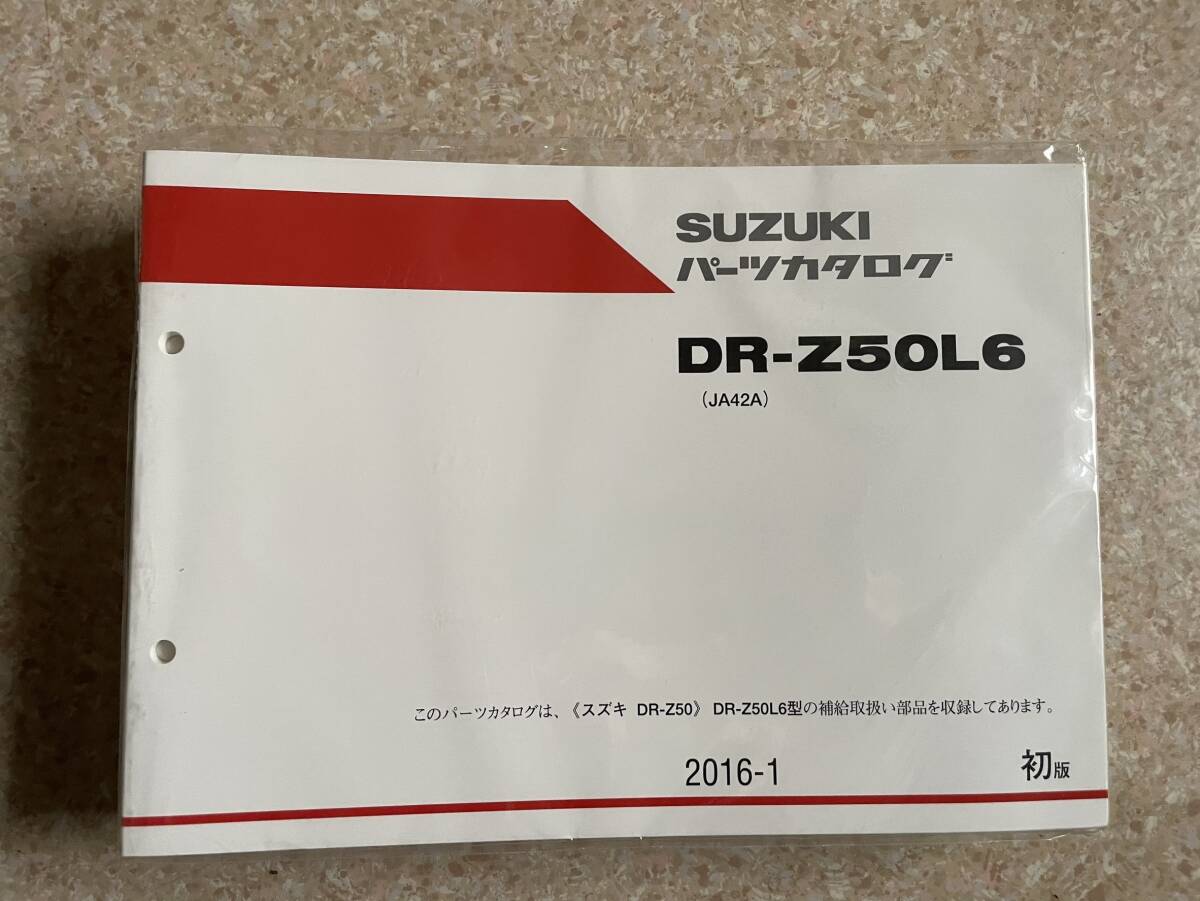 SUZUKI
パーツカタログ
DR-Z50L6
(JA42A)
このパーツカタログは、《スズキ DR-Z50》 DR-Z50L6型の補給取扱い部品を収録してあります。
2016-1 初版